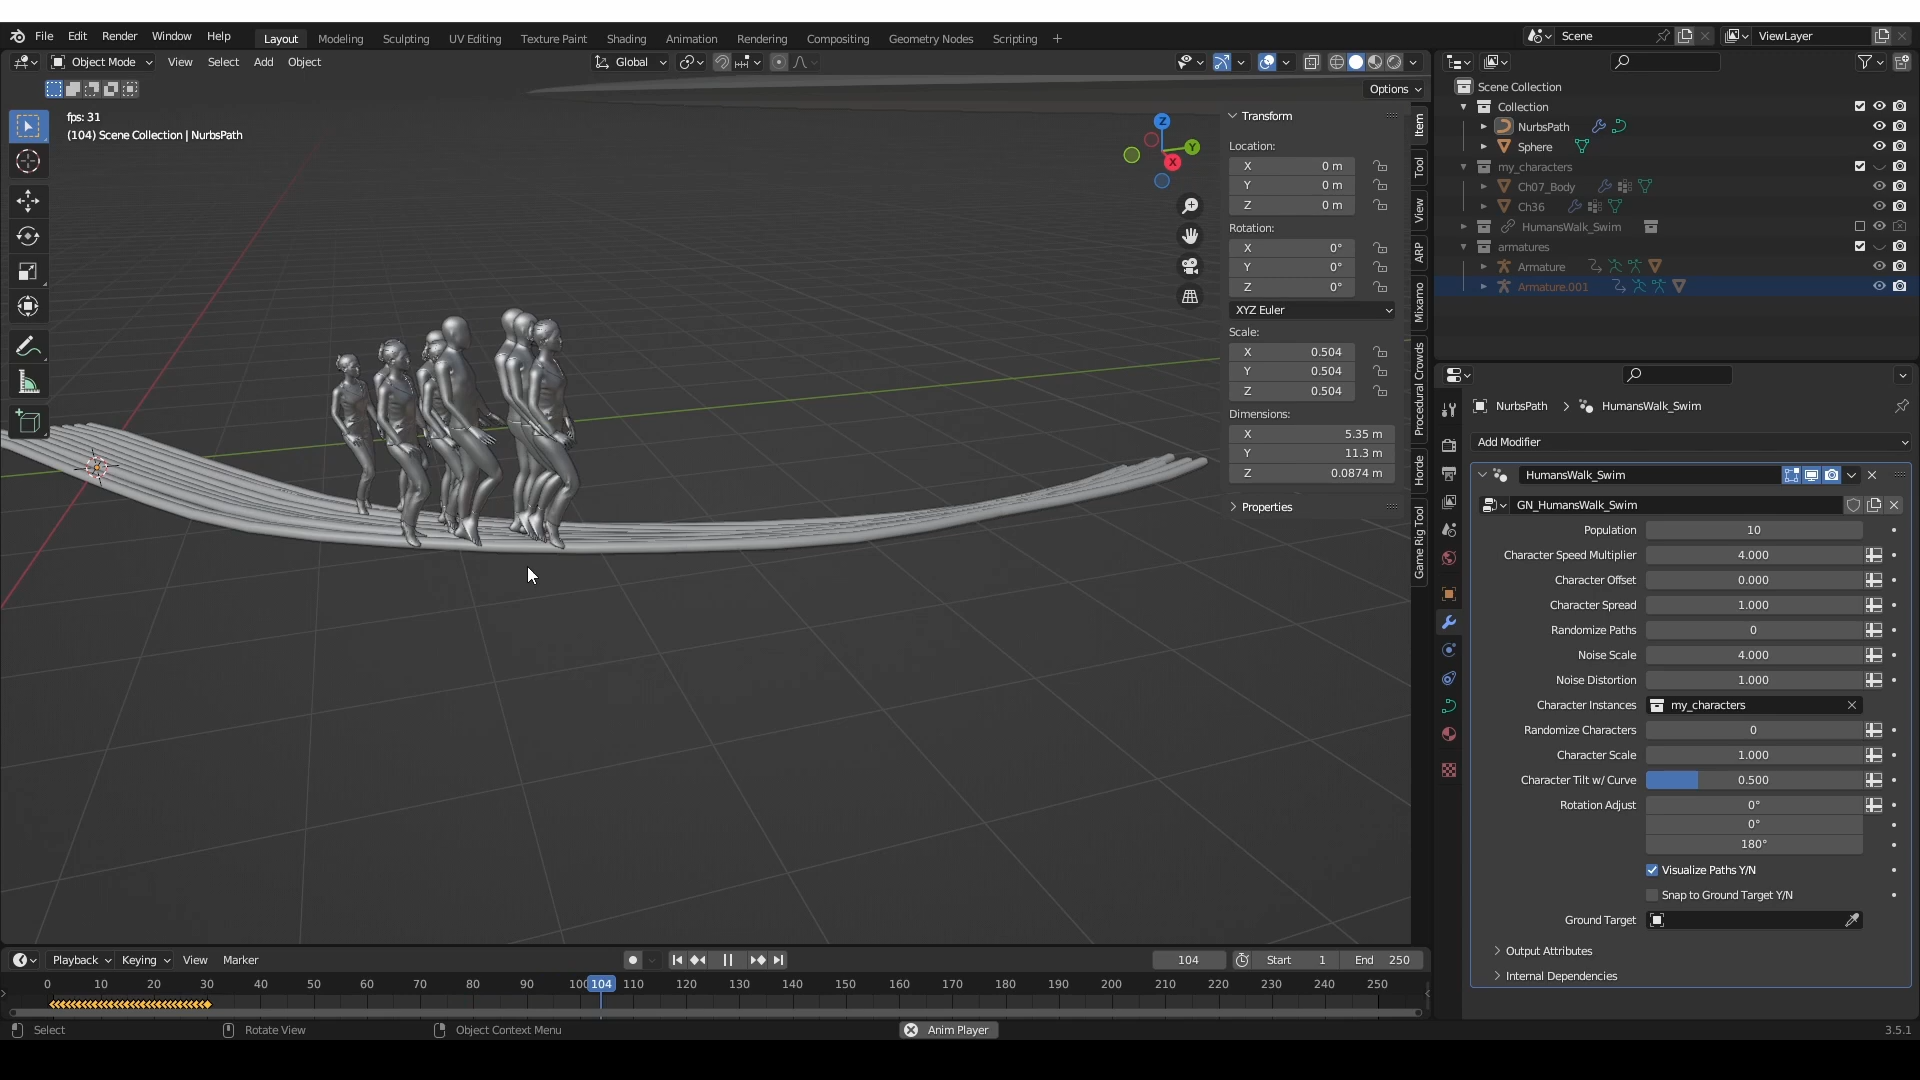 File Edit Render Window Help Layout Modeling Sculpting UV Editing Texture Paint Shading Animation Rendering Compositing Geometry Nodes Scripting + Scene ViewLayer
Object Mode View Select Add Object Global
Options
fps: 31
(104) Scene Collection | NurbsPath
Z
Y
X
Transform
Location:
X 0 m
Y 0 m
Z 0 m
Rotation:
X 0°
Y 0°
Z 0°
XYZ Euler
Scale:
X 0.504
Y 0.504
Z 0.504
Dimensions:
X 5.35 m
Y 11.3 m
Z 0.0874 m
Properties
Item
Tool
View
ARP
Mixamo
Procedural Crowds
Horde
Game Rig Tool
Scene Collection
Collection
NurbsPath
Sphere
my_characters
Ch07_Body
Ch36
HumansWalk_Swim
armatures
Armature
Armature.001
NurbsPath > HumansWalk_Swim
Add Modifier
HumansWalk_Swim
GN_HumansWalk_Swim
Population 10
Character Speed Multiplier 4.000
Character Offset 0.000
Character Spread 1.000
Randomize Paths 0
Noise Scale 4.000
Noise Distortion 1.000
Character Instances my_characters
Randomize Characters 0
Character Scale 1.000
Character Tilt w/ Curve 0.500
Rotation Adjust 0°
0°
180°
Visualize Paths Y/N
Snap to Ground Target Y/N
Ground Target
Output Attributes
Internal Dependencies
Playback Keying View Marker 104 Start 1 End 250
0 10 20 30 40 50 60 70 80 90 100 104 110 120 130 140 150 160 170 180 190 200 210 220 230 240 250
Select Rotate View Object Context Menu Anim Player 3.5.1